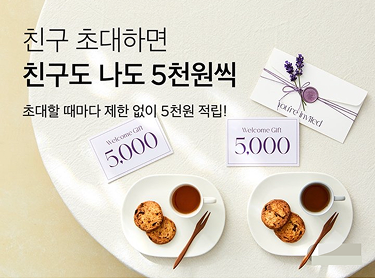 친구 초대하면
친구도 나도 5천원씩
초대할 때마다 제한 없이 5천원 적립!
You're invited
Welcome Gift
5,000
Welcome Gift
5,000